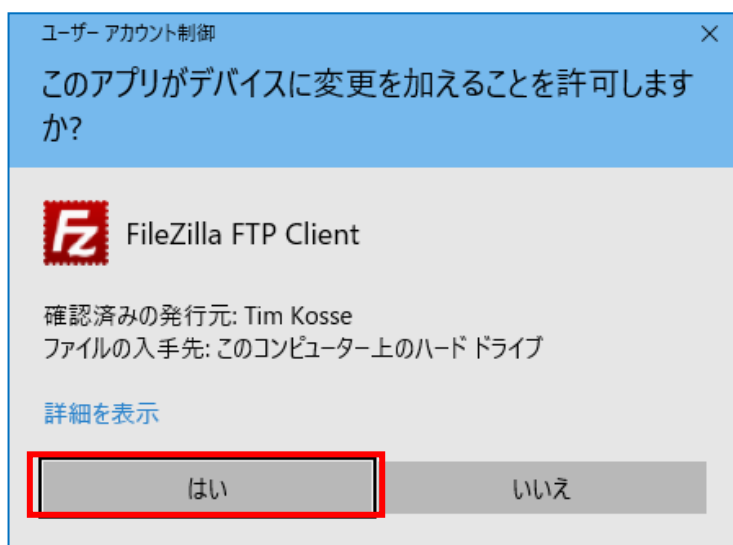 ユーザー アカウント制御
このアプリがデバイスに変更を加えることを許可します
か?
Fz
FileZilla FTP Client
確認済みの発行元: Tim Kosse
ファイルの入手先: このコンピューター上のハード ドライブ
詳細を表示
はい
いいえ